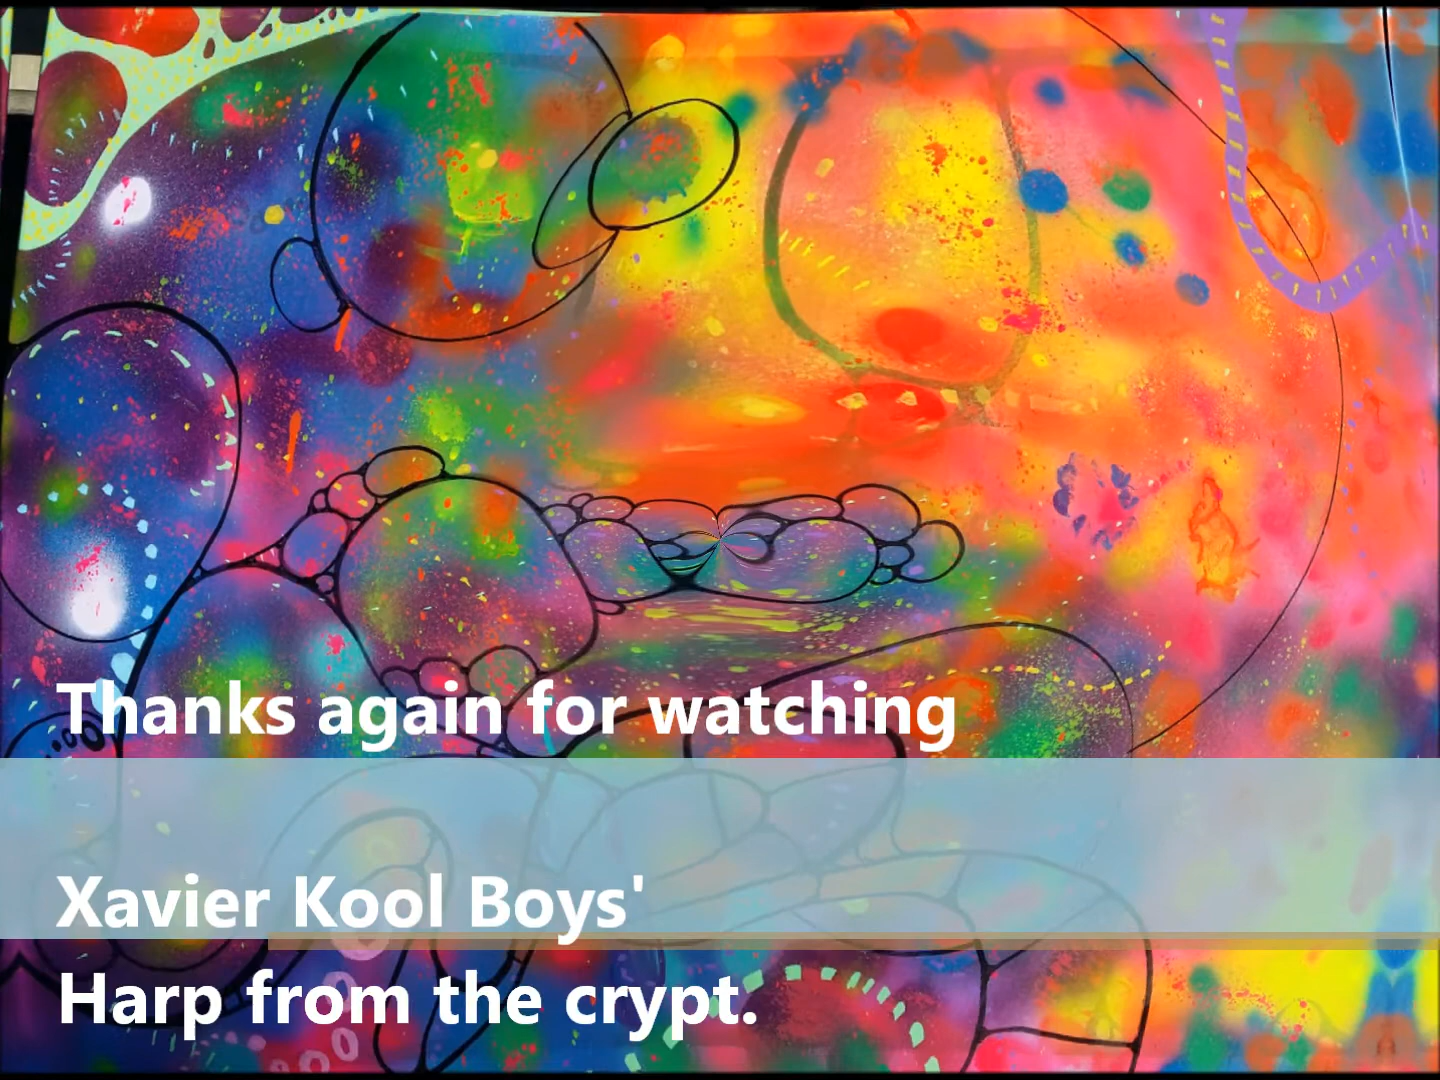 Thanks again for watching
Xavier Kool Boys'
Harp from the crypt.